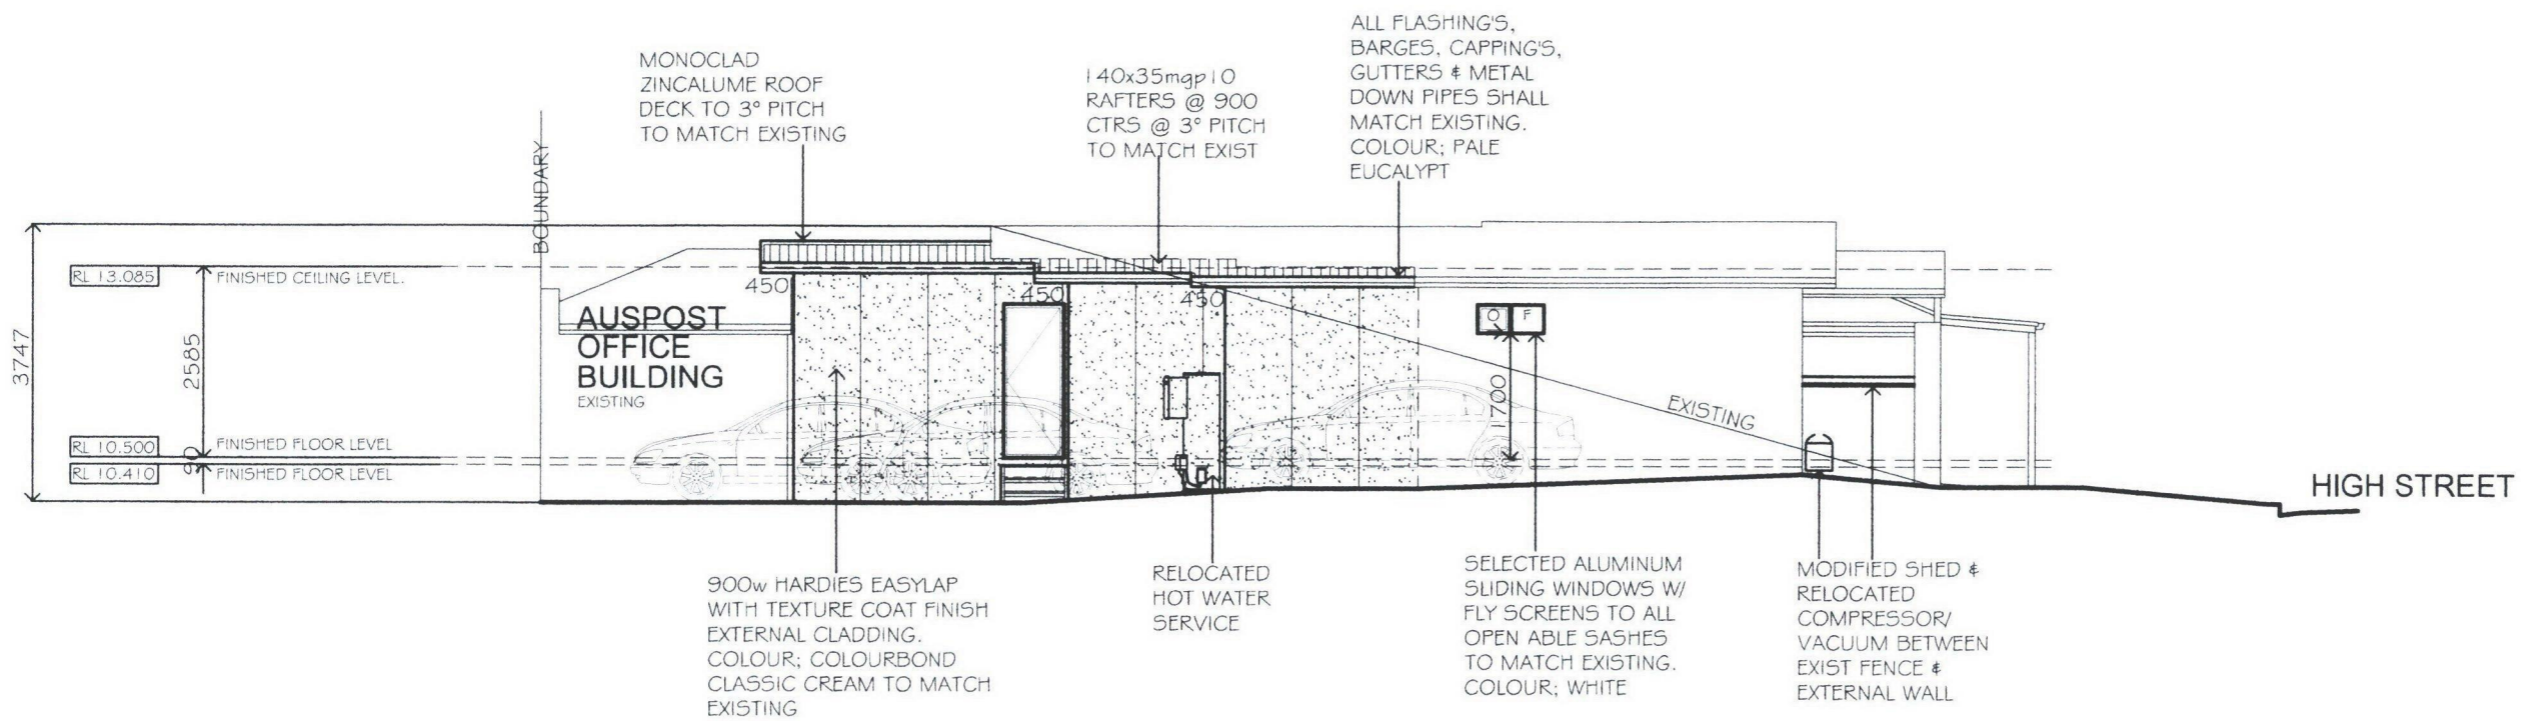 MONOCLAD
ZINCALUME ROOF
DECK TO 3° PITCH
TO MATCH EXISTING
140x35mgp10
RAFTERS @ 900
CTRS @ 3° PITCH
TO MATCH EXIST
ALL FLASHING'S,
BARGES, CAPPING'S,
GUTTERS & METAL
DOWN PIPES SHALL
MATCH EXISTING.
COLOUR; PALE
EUCALYPT
BOUNDARY
RL 13.085
FINISHED CEILING LEVEL.
3747
2585
RL 10.500
FINISHED FLOOR LEVEL
90
RL 10.410
FINISHED FLOOR LEVEL
AUSPOST
OFFICE
BUILDING
EXISTING
450
450
450
O
F
1700
EXISTING
HIGH STREET
900w HARDIES EASYLAP
WITH TEXTURE COAT FINISH
EXTERNAL CLADDING.
COLOUR; COLOURBOND
CLASSIC CREAM TO MATCH
EXISTING
RELOCATED
HOT WATER
SERVICE
SELECTED ALUMINUM
SLIDING WINDOWS W/
FLY SCREENS TO ALL
OPEN ABLE SASHES
TO MATCH EXISTING.
COLOUR; WHITE
MODIFIED SHED &
RELOCATED
COMPRESSOR/
VACUUM BETWEEN
EXIST FENCE &
EXTERNAL WALL